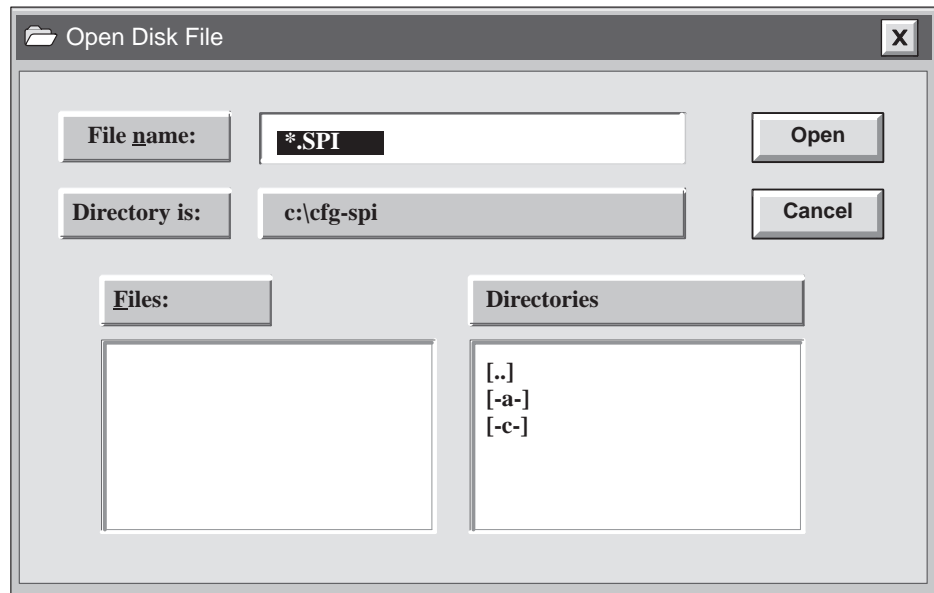 Open Disk File
X
File name:
*.SPI
Open
Directory is:
c:\cfg-spi
Cancel
Files:
Directories
[..]
[-a-]
[-c-]